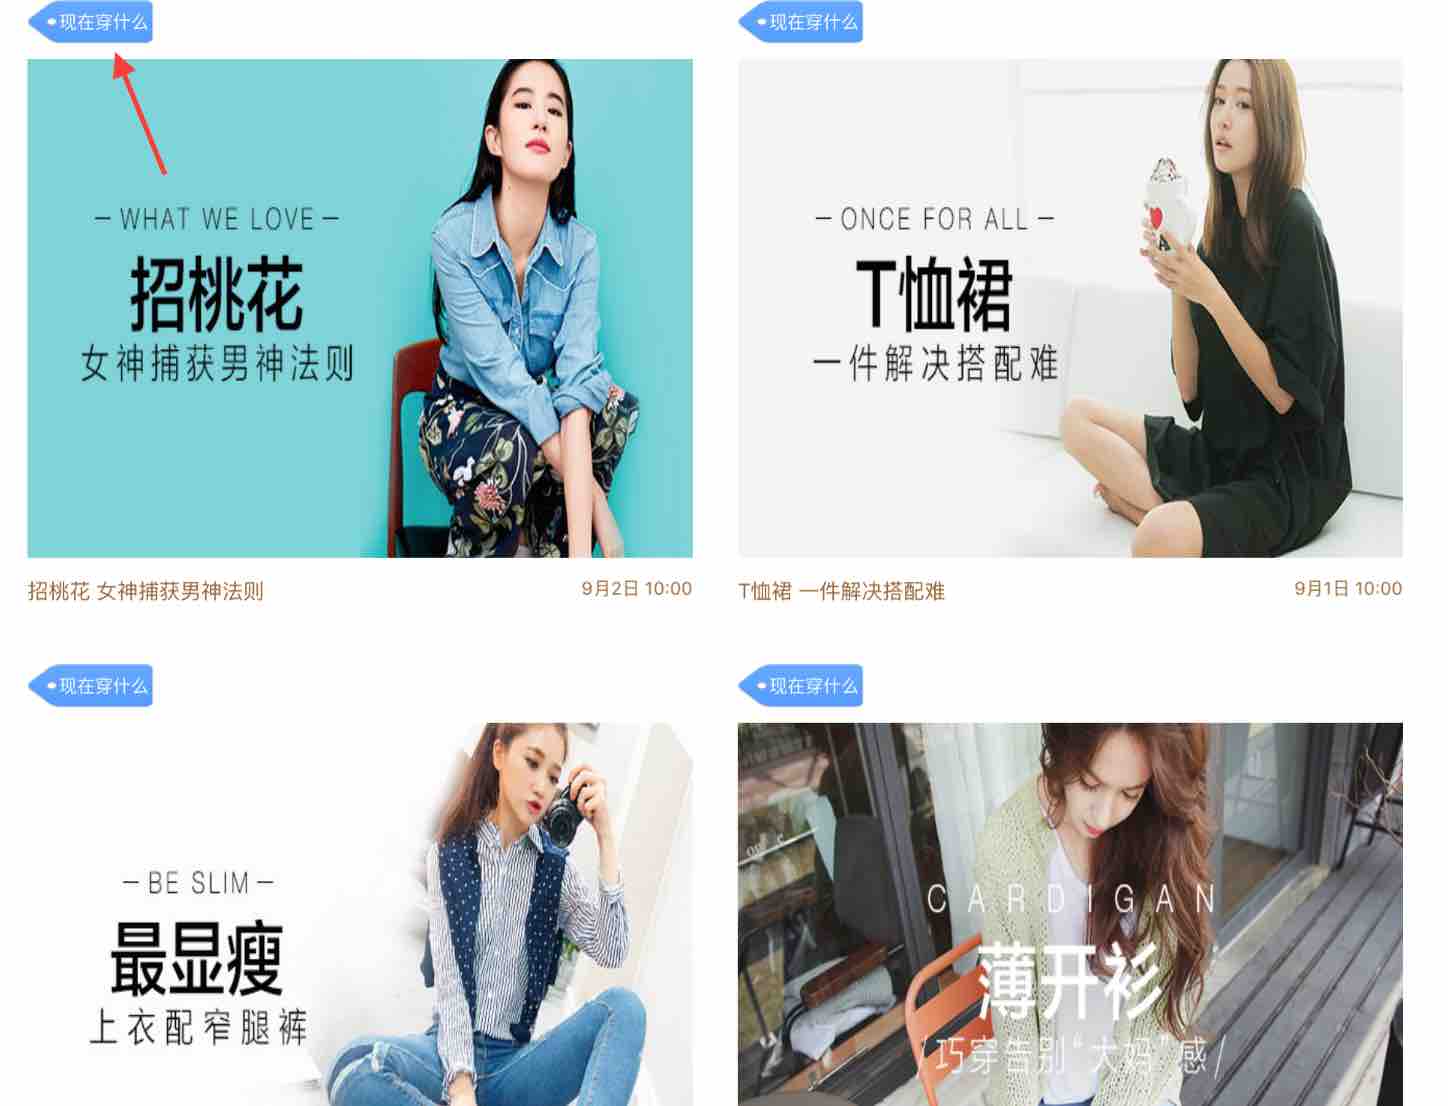 现在穿什么
现在穿什么
WHAT WE LOVE
招桃花
女神捕获男神法则
ONCE FOR ALL
T恤裙
一件解决搭配难
A
招桃花 女神捕获男神法则
9月2日 10:00
T恤裙 一件解决搭配难
9月1日 10:00
现在穿什么
现在穿什么
BE SLIM
最显瘦
上衣配窄腿裤
CARDIGAN
薄开衫
/巧穿告别“大妈”感/